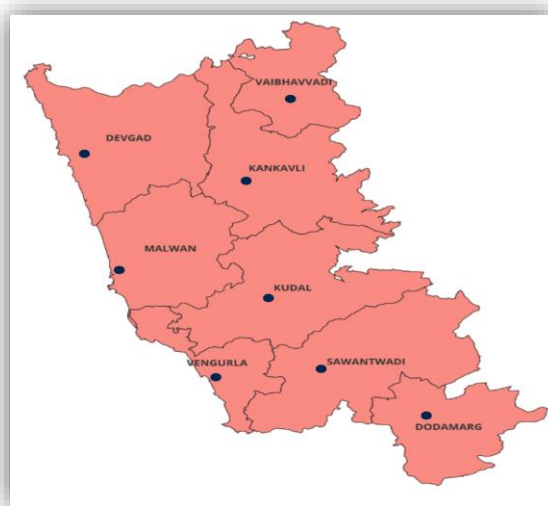 VAIBHAVVADI
DEVGAD
KANKAVLI
MALWAN
KUDAL
VENGURLA
SAWANTWADI
DODAMARG